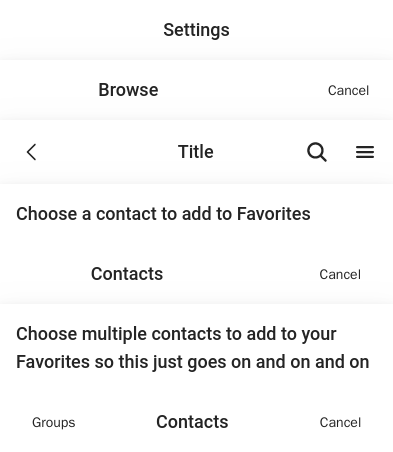 Settings
Browse Cancel
Title
Choose a contact to add to Favorites
Contacts Cancel
Choose multiple contacts to add to your
Favorites so this just goes on and on and on
Groups Contacts Cancel